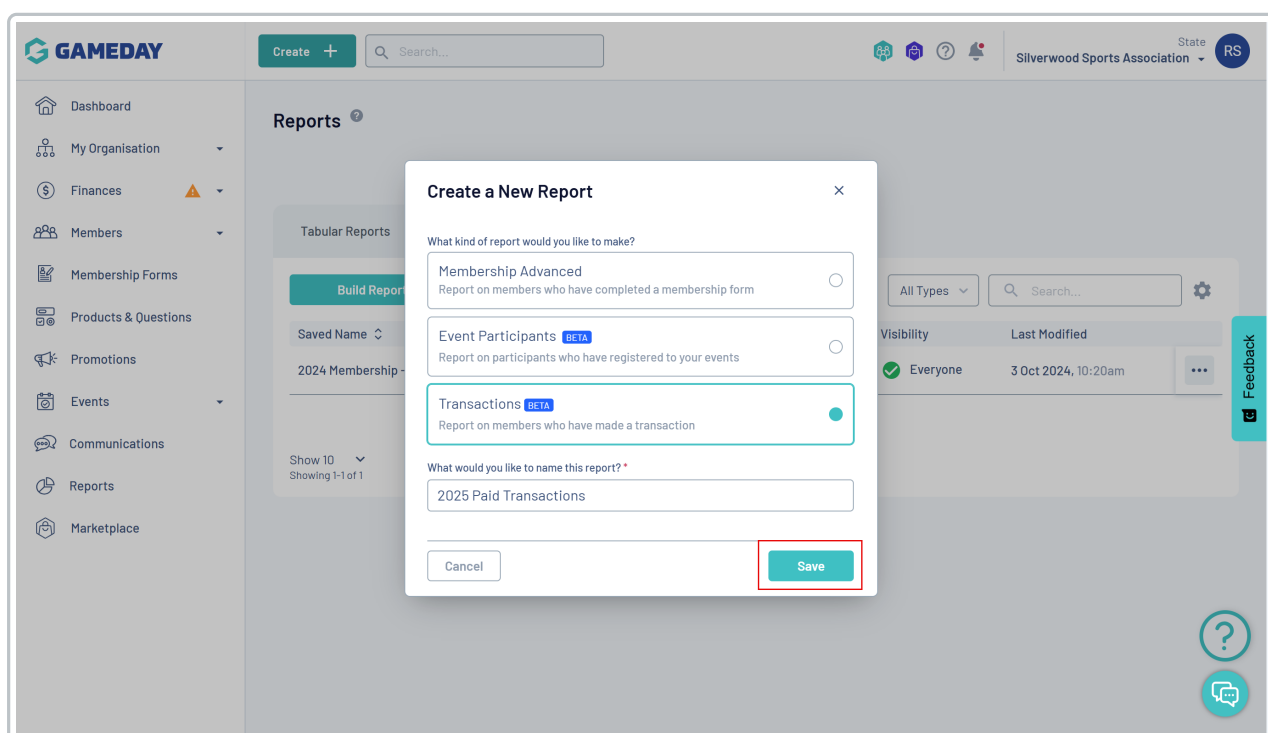 GAMEDAY
Create +
Search...
State
Silverwood Sports Association
RS
Dashboard
My Organisation
Finances
Members
Membership Forms
Products & Questions
Promotions
Events
Communications
Reports
Marketplace
Reports ?
Tabular Reports
Build Report
All Types
Search...
Saved Name
Visibility
Last Modified
2024 Membership -
Everyone
3 Oct 2024, 10:20am
Show 10
Showing 1-1 of 1
Create a New Report
What kind of report would you like to make?
Membership Advanced
Report on members who have completed a membership form
Event Participants BETA
Report on participants who have registered to your events
Transactions BETA
Report on members who have made a transaction
What would you like to name this report? *
2025 Paid Transactions
Cancel
Save
Feedback